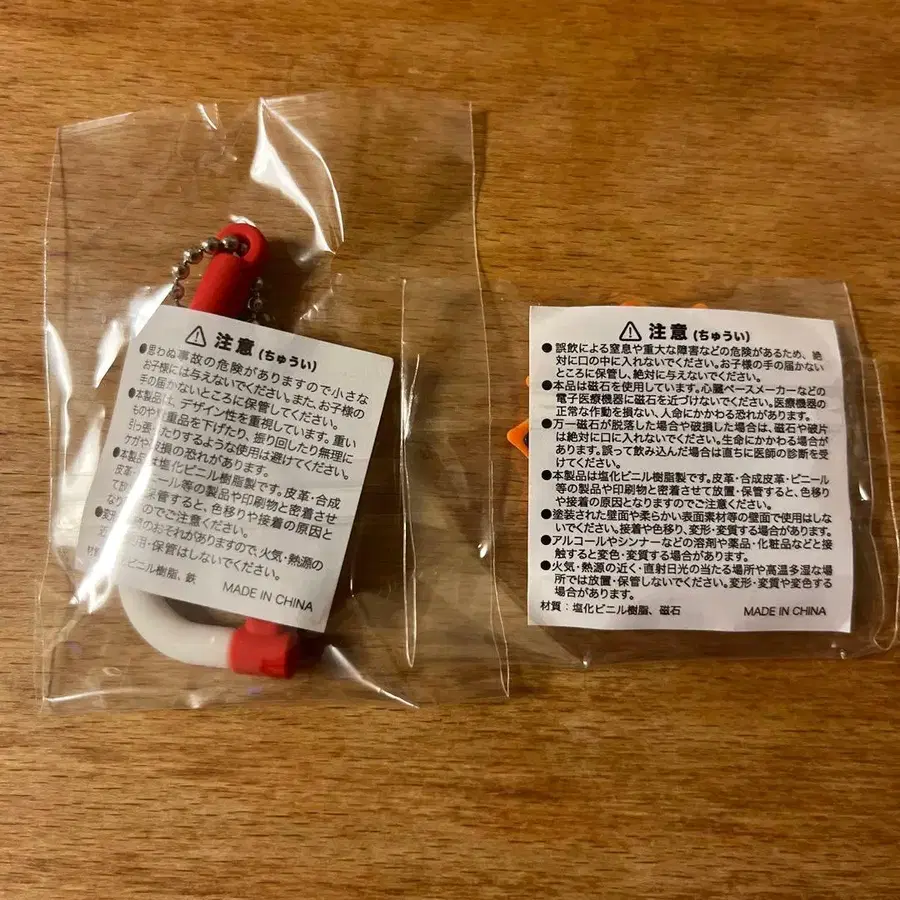 注意 (ちゅうい)
●思わぬ事故の危険がありますので小さな
お子様には与えないでください。また、お子様の
手の届かないところに保管してください。
●本製品は、デザイン性を重視しています。重い
ものや貴重品を下げたり、振り回したり無理に
引っ張ったりするような使用は避けてください。
ケガや破損の恐れがあります。
●本製品は塩化ビニル樹脂製です。皮革・合成
皮革・ビニール等の製品や印刷物と密着させ
て放 保管すると、色移りや接着の原因と
なり のでご注意ください。
●変形 のおそれがありますので、火気・熱源の
近 使用・保管はしないでください。
ビニル樹脂、鉄
MADE IN CHINA
注意 (ちゅうい)
●誤飲による窒息や重大な障害などの危険があるため、絶
対に口の中に入れないでください。お子様の手の届かない
ところに保管し、絶対に与えないでください。
●本品は磁石を使用しています。心臓ペースメーカーなどの
電子医療機器に磁石を近づけないでください。医療機器の
正常な作動を損ない、人命にかかわる恐れがあります。
●万一磁石が脱落した場合や破損した場合は、磁石や破片
は絶対に口に入れないでください。生命にかかわる場合が
あります。誤って飲み込んだ場合は直ちに医師の診断を受
けてください。
●本製品は塩化ビニル樹脂製です。皮革・合成皮革・ビニール
等の製品や印刷物と密着させて放置・保管すると、色移り
や接着の原因となりますのでご注意ください。
●塗装された壁面や柔らかい表面素材等の壁面で使用はしな
いでください。接着や色移り、変形・変質する場合があります。
●アルコールやシンナーなどの溶剤や薬品・化粧品などと接
触すると変色・変質する場合があります。
●火気・熱源の近く・直射日光の当たる場所や高温多湿な場
所では放置・保管しないでください。変形・変質や変色する
場合があります。
材質：塩化ビニル樹脂、磁石 MADE IN CHINA